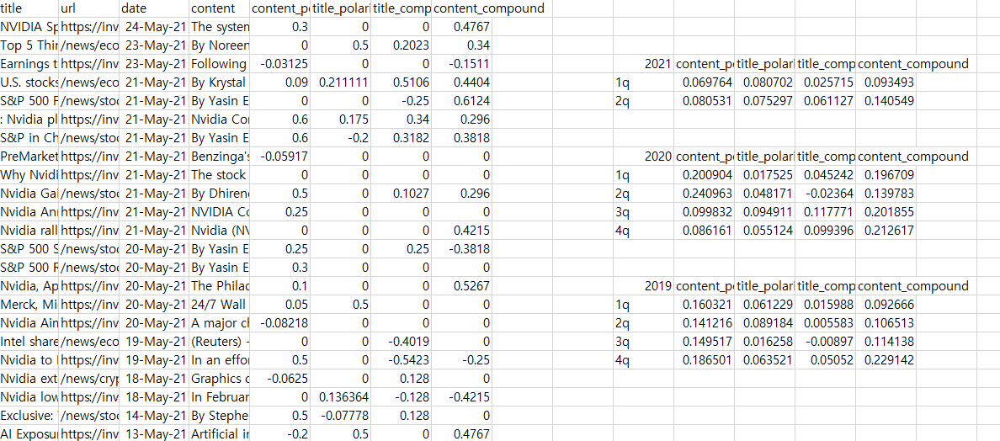 title url date content content_po title_polari title_comp content_compound
NVIDIA Sp https://inv 24-May-21 The system 0.3 0 0 0.4767
Top 5 Thin /news/eco 23-May-21 By Noreen 0 0.5 0.2023 0.34
Earnings t https://inv 23-May-21 Following -0.03125 0 0 -0.1511 2021 content_po title_polari title_comp content_compound
U.S. stocks /news/eco 21-May-21 By Krystal 0.09 0.211111 0.5106 0.4404 1q 0.069764 0.080702 0.025715 0.093493
S&P 500 F /news/stoc 21-May-21 By Yasin E 0 0 -0.25 0.6124 2q 0.080531 0.075297 0.061127 0.140549
: Nvidia pl https://inv 21-May-21 Nvidia Cor 0.6 0.175 0.34 0.296
S&P in Ch /news/stoc 21-May-21 By Yasin E 0.6 -0.2 0.3182 0.3818
PreMarket https://inv 21-May-21 Benzinga's -0.05917 0 0 0 2020 content_po title_polari title_comp content_compound
Why Nvidi https://inv 21-May-21 The stock 0 0 0 0 1q 0.200904 0.017525 0.045242 0.196709
Nvidia Gai /news/stoc 21-May-21 By Dhiren 0.5 0 0.1027 0.296 2q 0.240963 0.048171 -0.02364 0.139783
Nvidia Ann https://inv 21-May-21 NVIDIA Co 0.25 0 0 0 3q 0.099832 0.094911 0.117771 0.201855
Nvidia rall https://inv 21-May-21 Nvidia (NV 0 0 0 0.4215 4q 0.086161 0.055124 0.099396 0.212617
S&P 500 S /news/stoc 20-May-21 By Yasin E 0.25 0 0.25 -0.3818
S&P 500 R /news/stoc 20-May-21 By Yasin E 0.3 0 0 0
Nvidia, Ap https://inv 20-May-21 The Philad 0.1 0 0 0.5267 2019 content_po title_polari title_comp content_compound
Merck, Mi https://inv 20-May-21 24/7 Wall 0.05 0.5 0 0 1q 0.160321 0.061229 0.015988 0.092666
Nvidia Ain https://inv 20-May-21 A major ch -0.08218 0 0 0 2q 0.141216 0.089184 0.005583 0.106513
Intel share /news/eco 19-May-21 (Reuters) - 0 0 -0.4019 0 3q 0.149517 0.016258 -0.00897 0.114138
Nvidia to l https://inv 19-May-21 In an effor 0.5 0 -0.5423 -0.25 4q 0.186501 0.063521 0.05052 0.229142
Nvidia ext /news/cryp 18-May-21 Graphics c -0.0625 0 0.128 0
Nvidia low https://inv 18-May-21 In Februar 0 0.136364 -0.128 -0.4215
Exclusive: /news/stoc 14-May-21 By Stephe 0.5 -0.07778 0.128 0
AI Exposur https://inv 13-May-21 Artificial in -0.2 0.5 0 0.4767